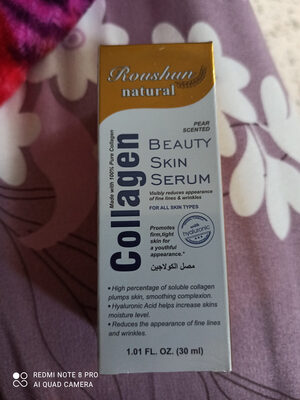 Roushun
natural
PEAR
SCENTED
Made with 100% Pure Collagen
Collagen
BEAUTY
SKIN
SERUM
Visibly reduces appearance
of fine lines & wrinkles
FOR ALL SKIN TYPES
Promotes
firm,tight
skin for
a youthful
appearance.*
hyaluronic
مصل الكولاجين
• High percentage of soluble collagen
plumps skin, smoothing complexion.
• Hyaluronic Acid helps increase skins
moisture level.
• Reduces the appearance of fine lines
and wrinkles.
1.01 FL. OZ. (30 ml)
REDMI NOTE 8 PRO
AI QUAD CAMERA